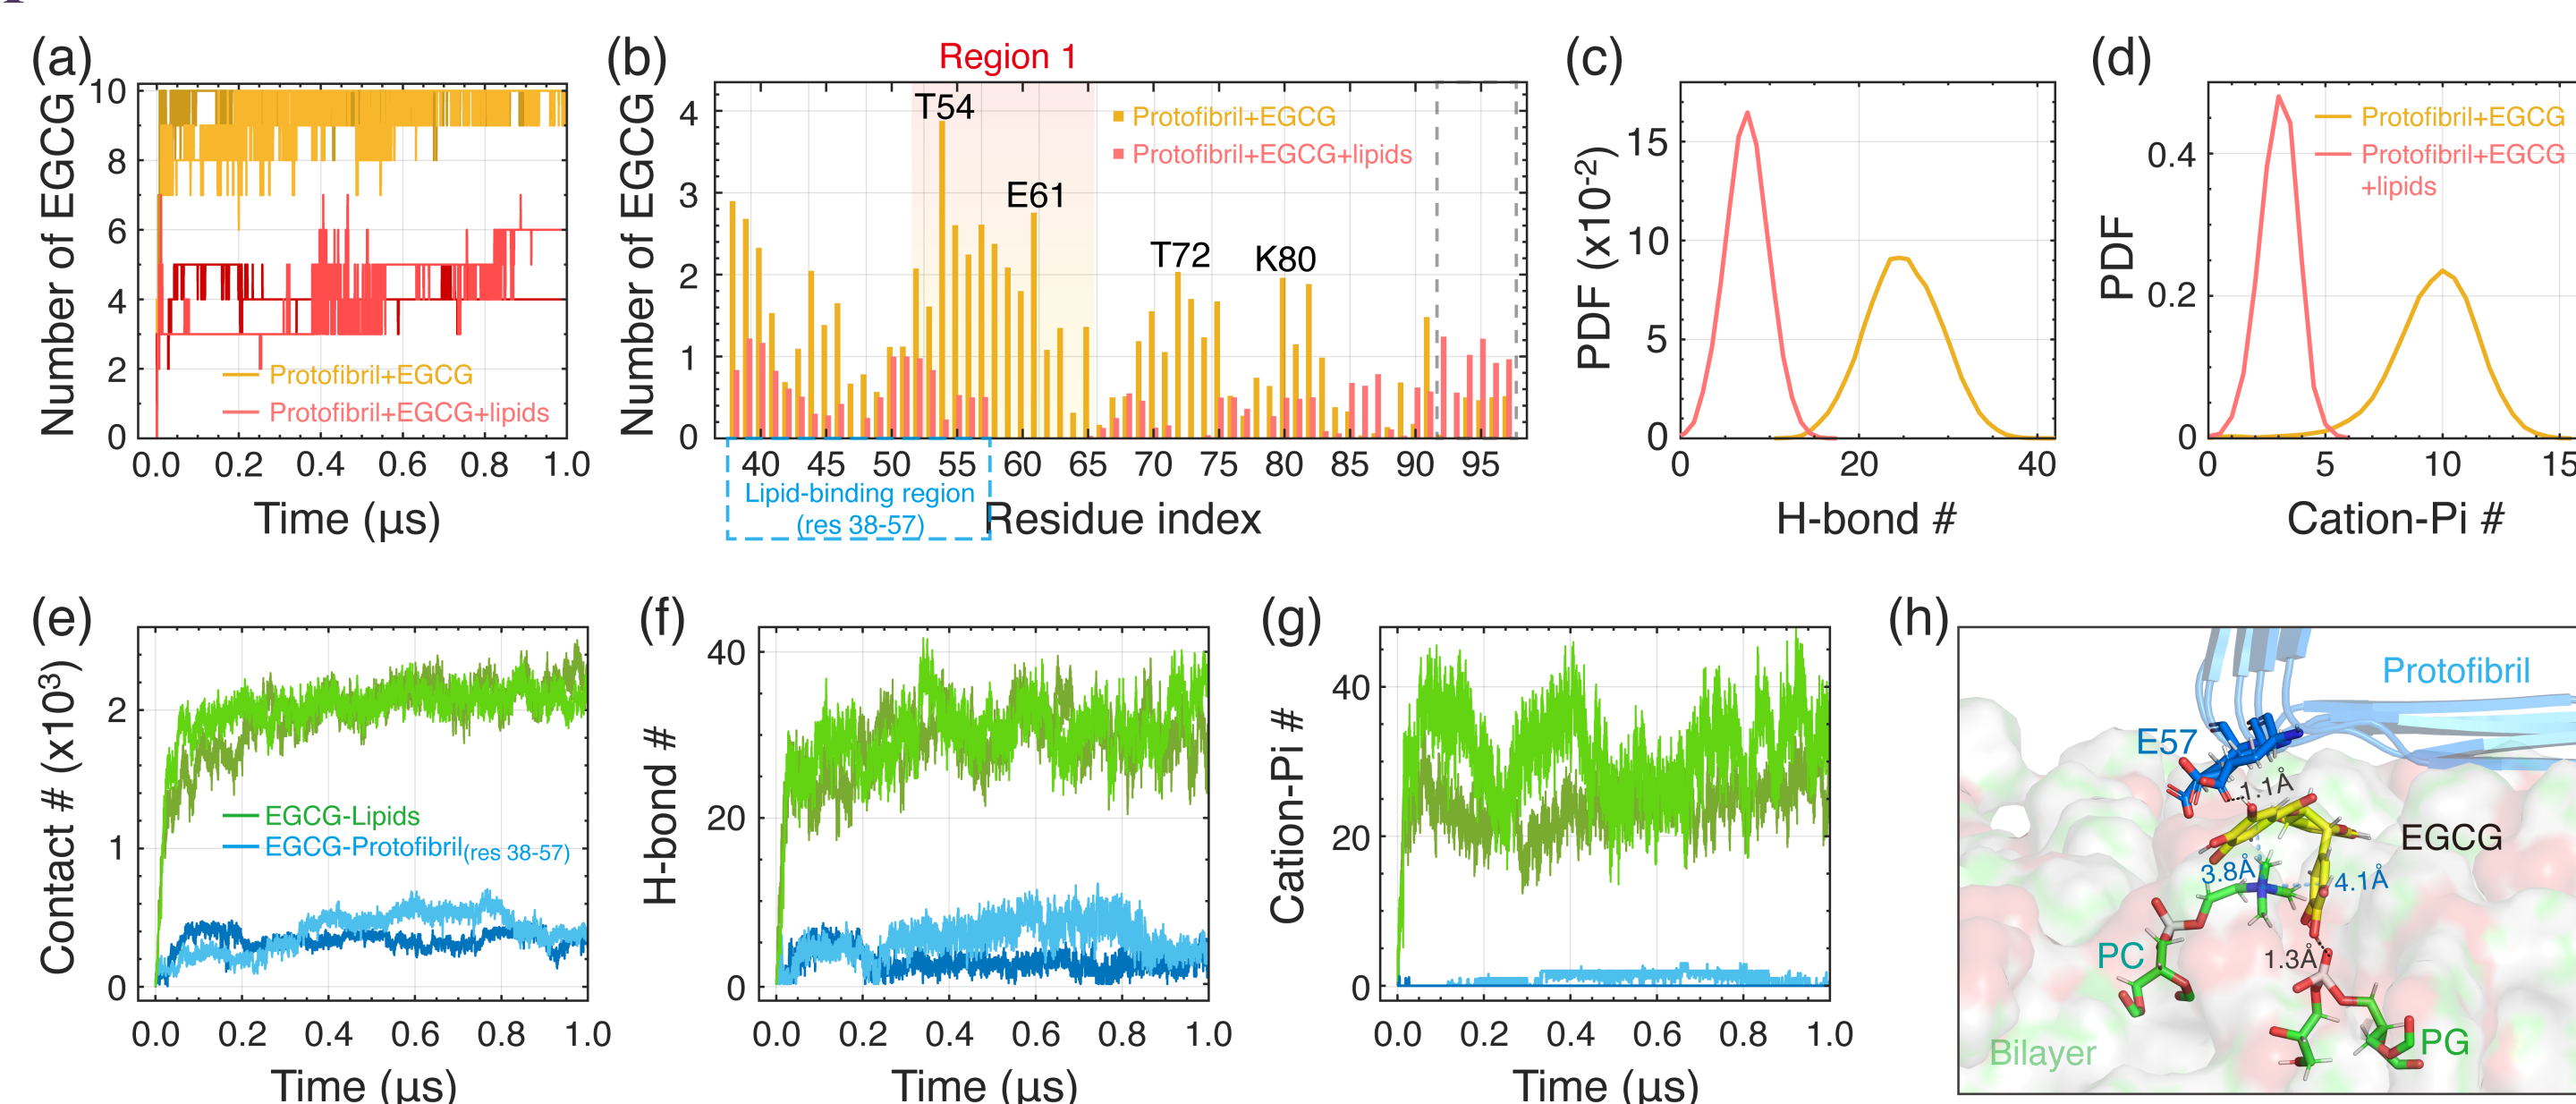 (a)
Number of EGCG
10
8
6
4
2
0
Protofibril+EGCG
Protofibril+EGCG+lipids
0.0 0.2 0.4 0.6 0.8 1.0
Time (µs)
(b)
Region 1
Number of EGCG
4
3
2
1
0
T54
E61
T72
K80
Protofibril+EGCG
Protofibril+EGCG+lipids
40 45 50 55 60 65 70 75 80 85 90 95
Lipid-binding region
(res 38-57)
Residue index
(c)
PDF (x10-2)
15
10
5
0
0 20 40
H-bond #
(d)
PDF
0.4
0.2
0
Protofibril+EGCG
Protofibril+EGCG
+lipids
0 5 10 15
Cation-Pi #
(e)
Contact # (x103)
2
1
0
EGCG-Lipids
EGCG-Protofibril(res 38-57)
0.0 0.2 0.4 0.6 0.8 1.0
Time (µs)
(f)
H-bond #
40
20
0
0.0 0.2 0.4 0.6 0.8 1.0
Time (µs)
(g)
Cation-Pi #
40
20
0
0.0 0.2 0.4 0.6 0.8 1.0
Time (µs)
(h)
Protofibril
E57
1.1Å
EGCG
3.8Å
4.1Å
PC
1.3Å
PG
Bilayer